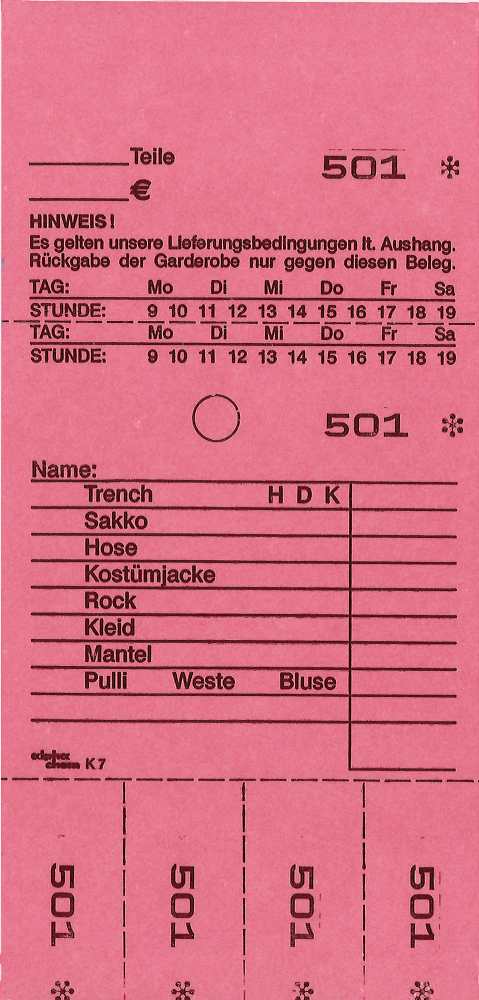 Teile 501 *
€
HINWEIS!
Es gelten unsere Lieferungsbedingungen lt. Aushang.
Rückgabe der Garderobe nur gegen diesen Beleg.
TAG: Mo Di Mi Do Fr Sa
STUNDE: 9 10 11 12 13 14 15 16 17 18 19
TAG: Mo Di Mi Do Fr Sa
STUNDE: 9 10 11 12 13 14 15 16 17 18 19
501 *
Name:
Trench H D K
Sakko
Hose
Kostümjacke
Rock
Kleid
Mantel
Pulli Weste Bluse
K7
501 *
501 *
501 *
501 *